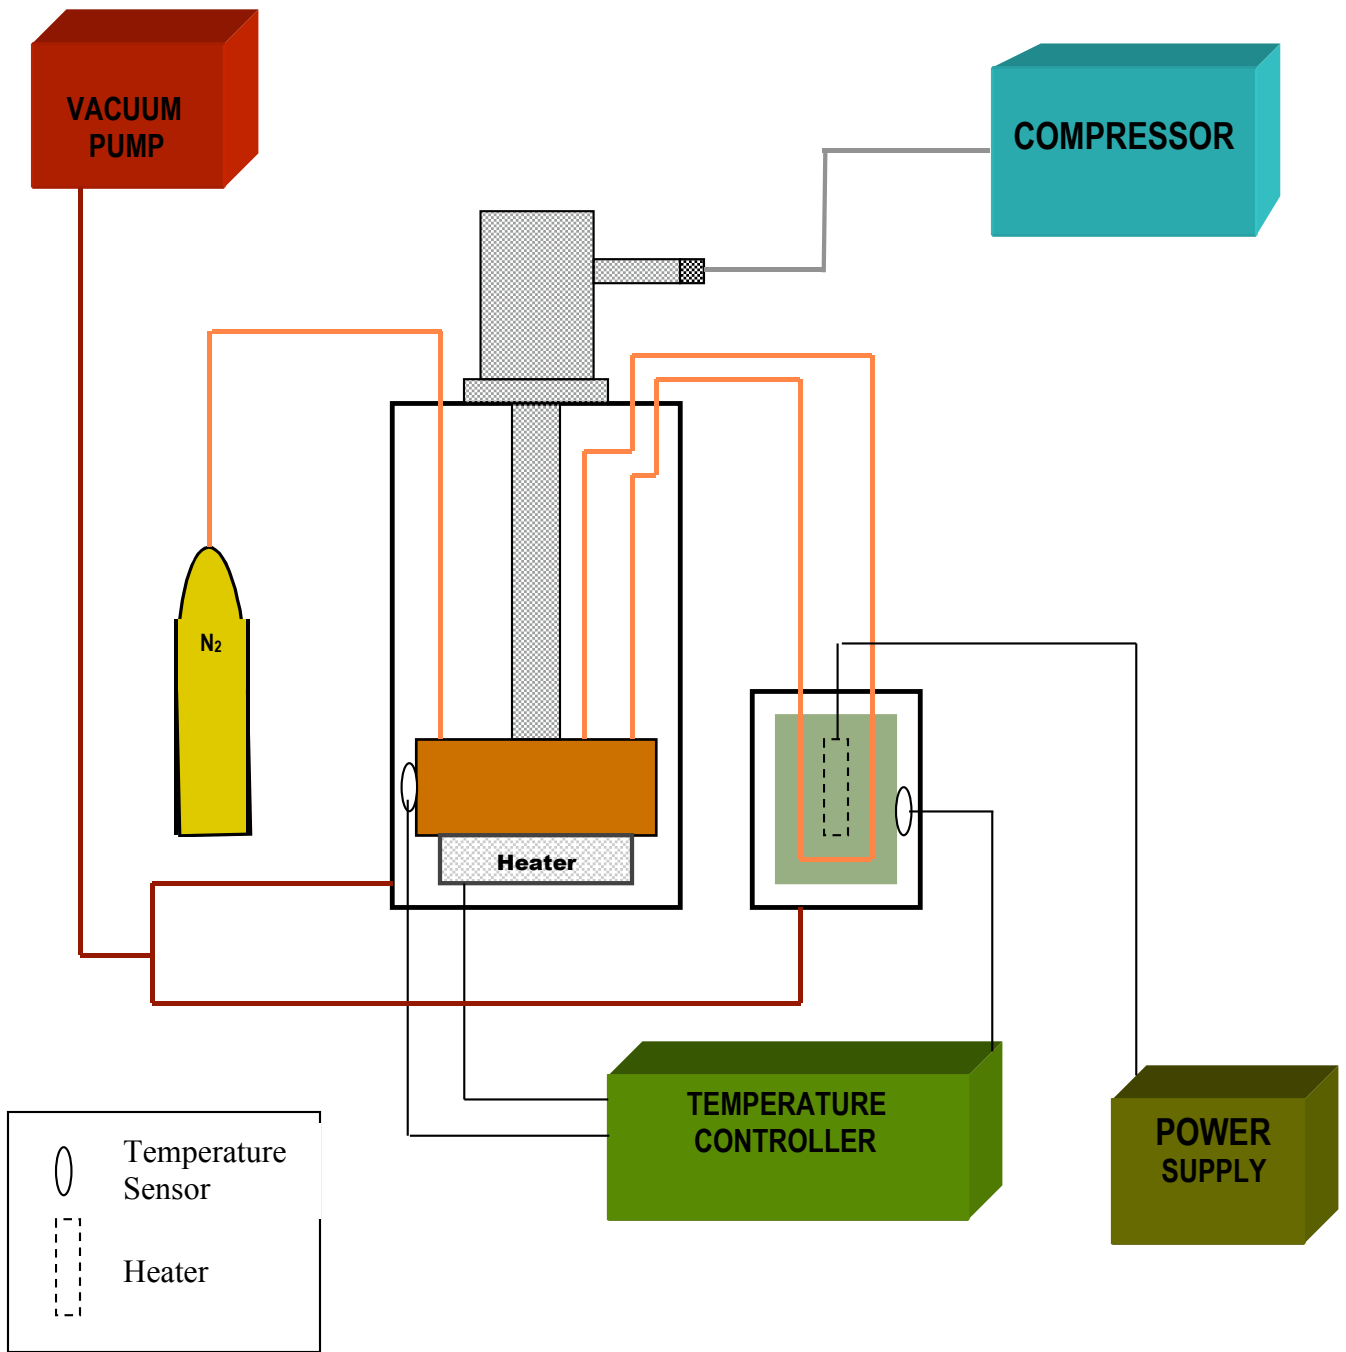 VACUUM
PUMP
COMPRESSOR
N₂
Heater
TEMPERATURE
CONTROLLER
POWER
SUPPLY
Temperature
Sensor
Heater